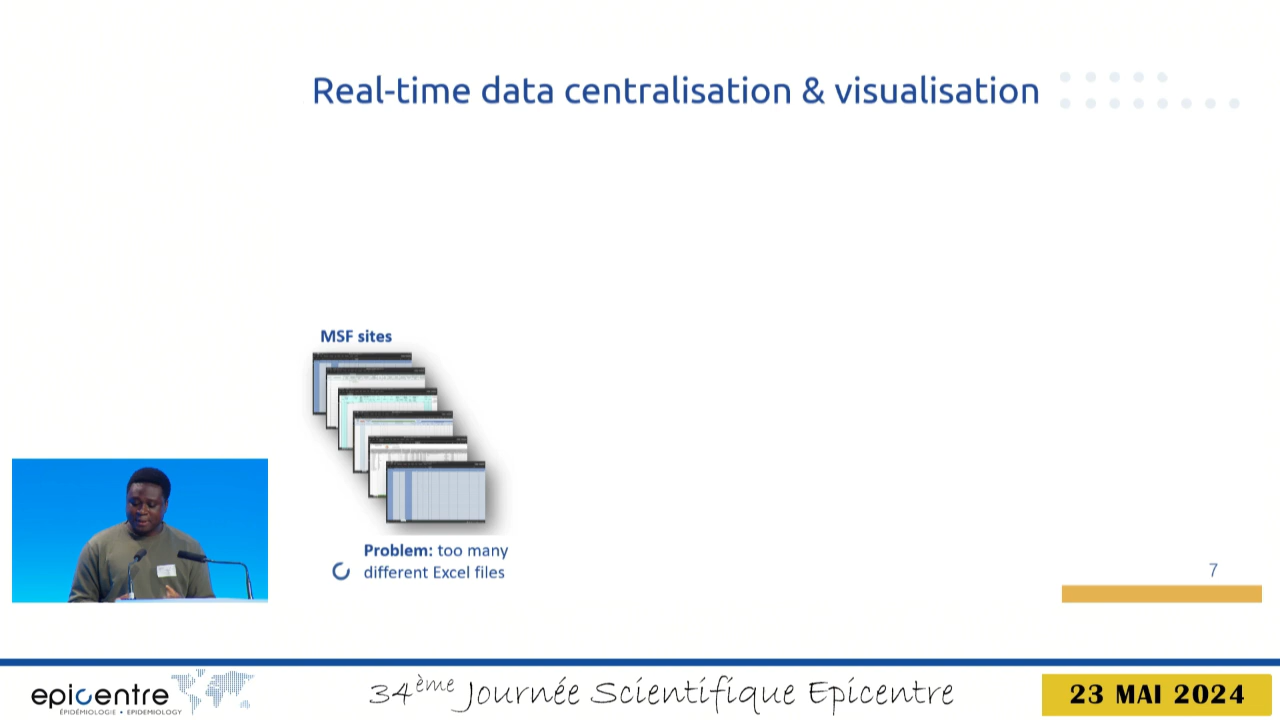 Real-time data centralisation & visualisation
MSF sites
Problem: too many
different Excel files
7
epicentre
ÉPIDÉMIOLOGIE • EPIDEMIOLOGY
34ème Journée Scientifique Epicentre
23 MAI 2024